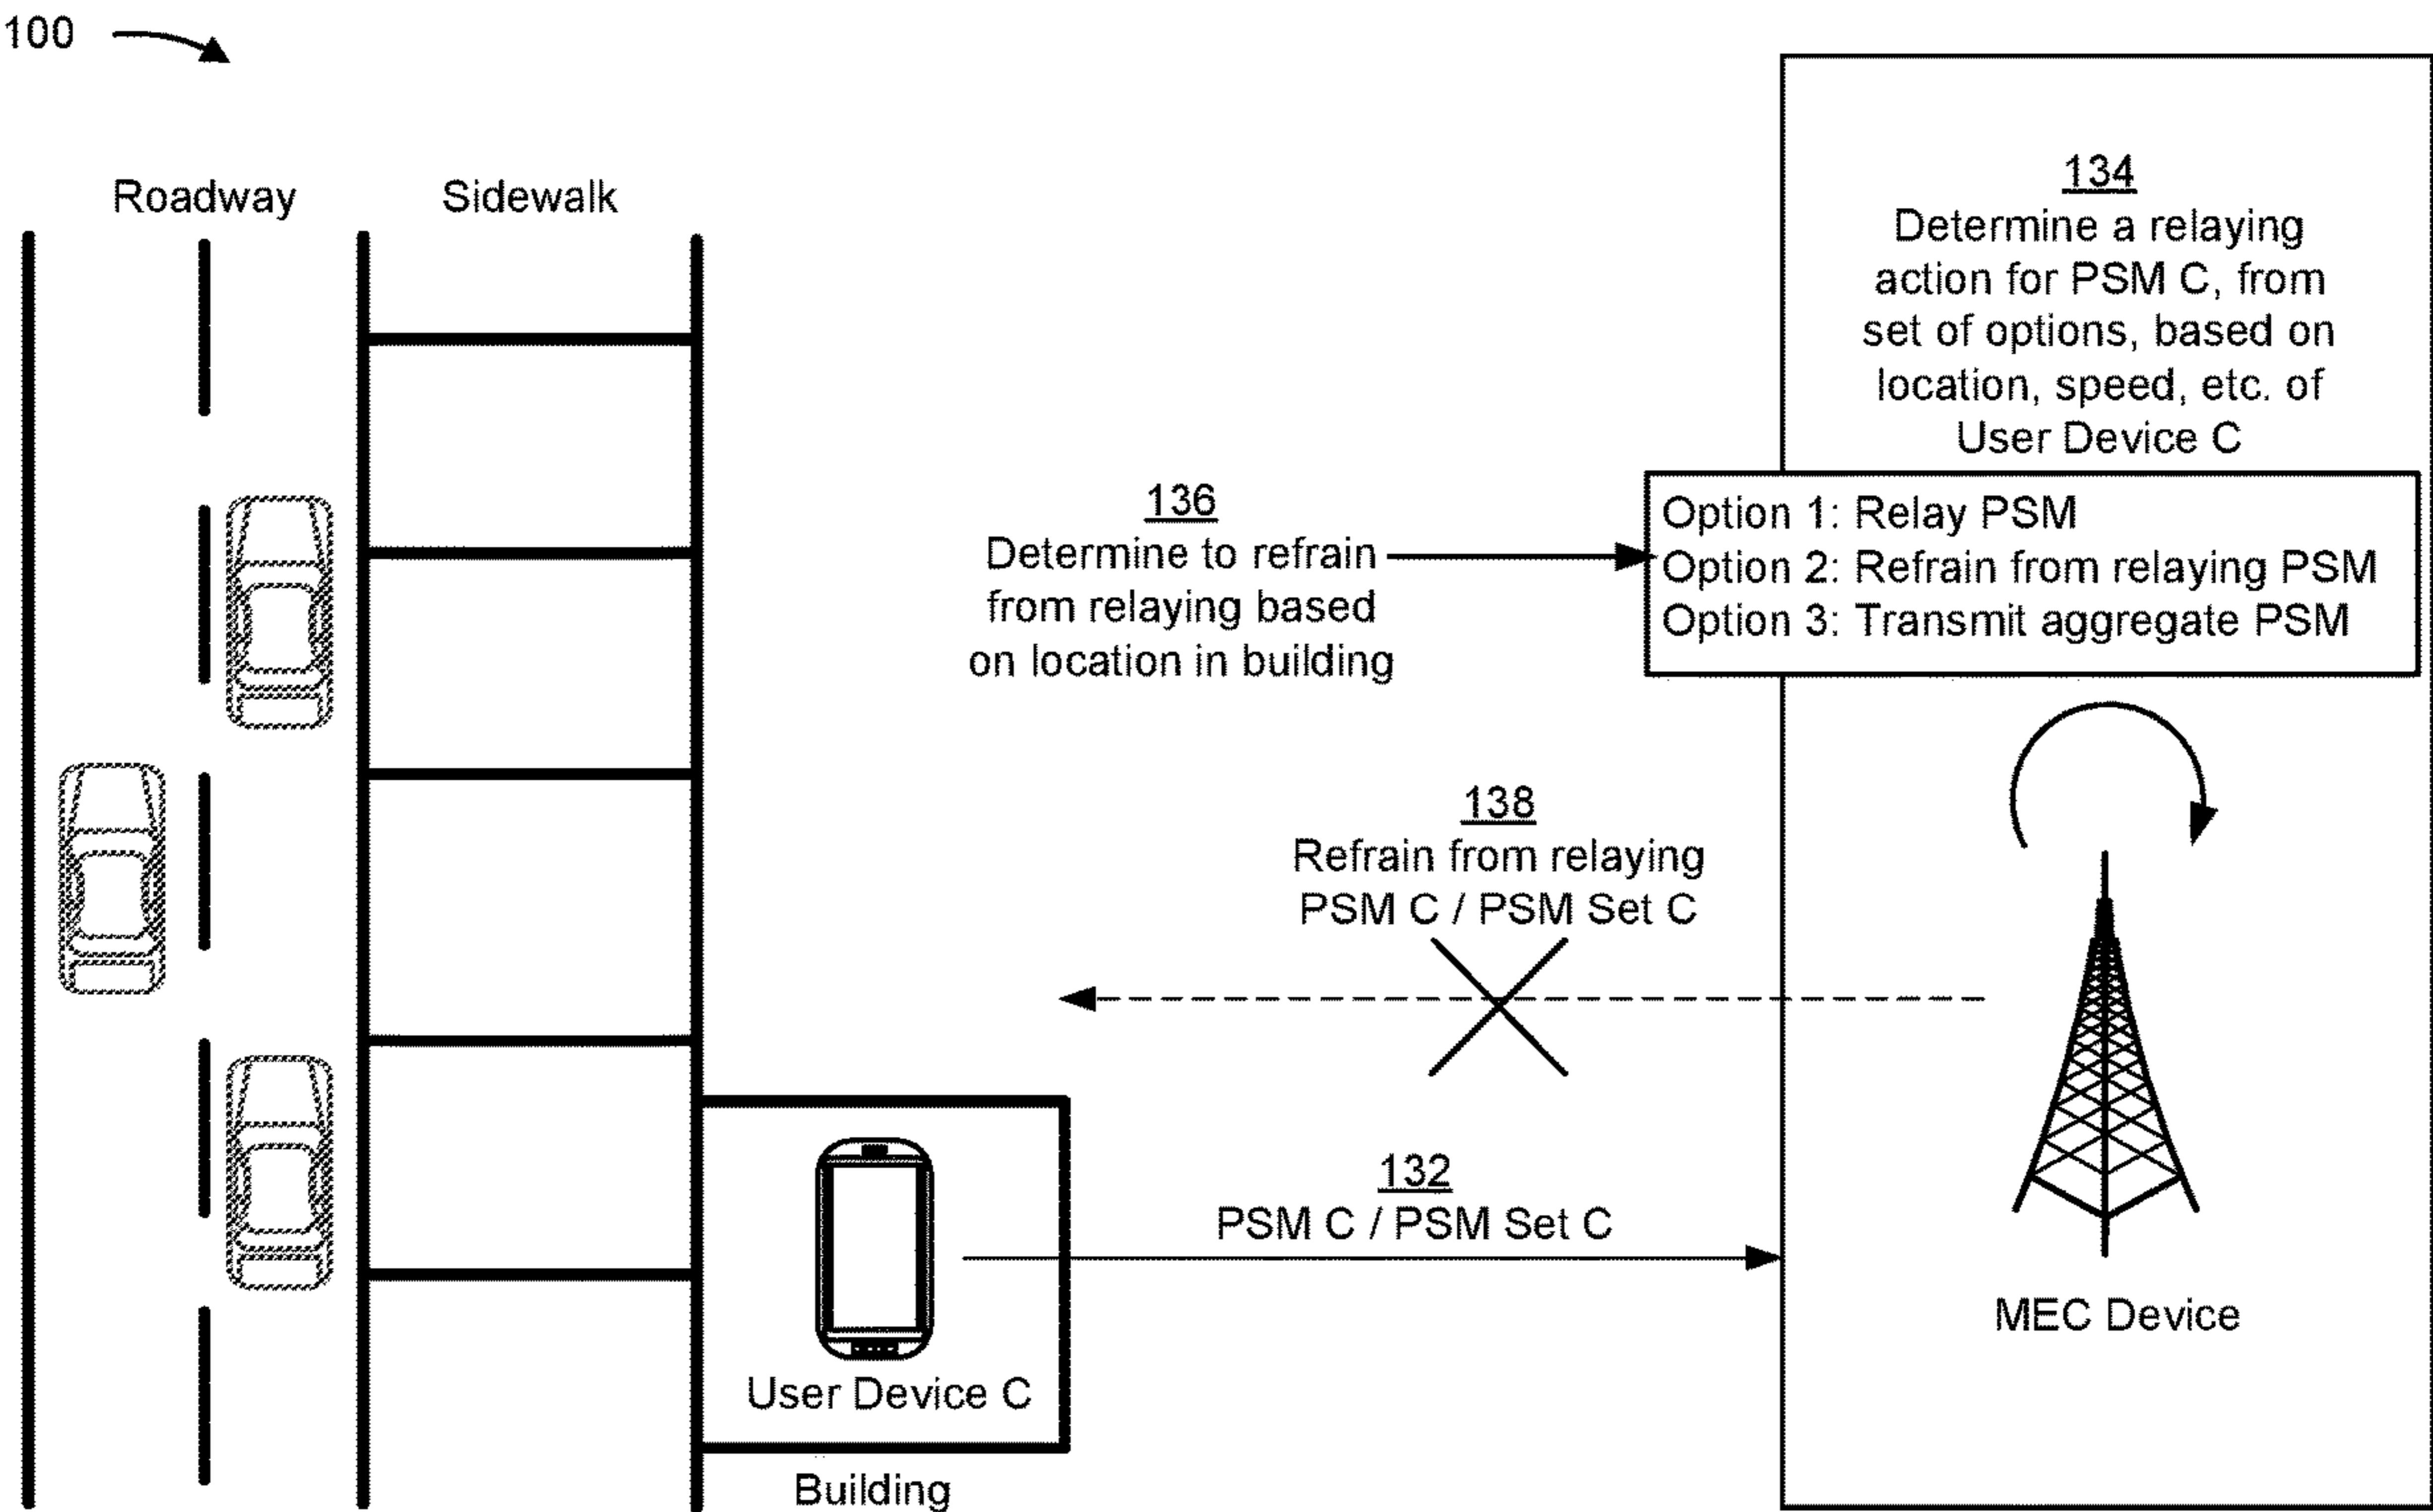 100
Roadway
Sidewalk
134
Determine a relaying
action for PSM C, from
set of options, based on
location, speed, etc. of
User Device C
136
Determine to refrain
from relaying based
on location in building
Option 1: Relay PSM
Option 2: Refrain from relaying PSM
Option 3: Transmit aggregate PSM
138
Refrain from relaying
PSM C / PSM Set C
132
PSM C / PSM Set C
MEC Device
User Device C
Building